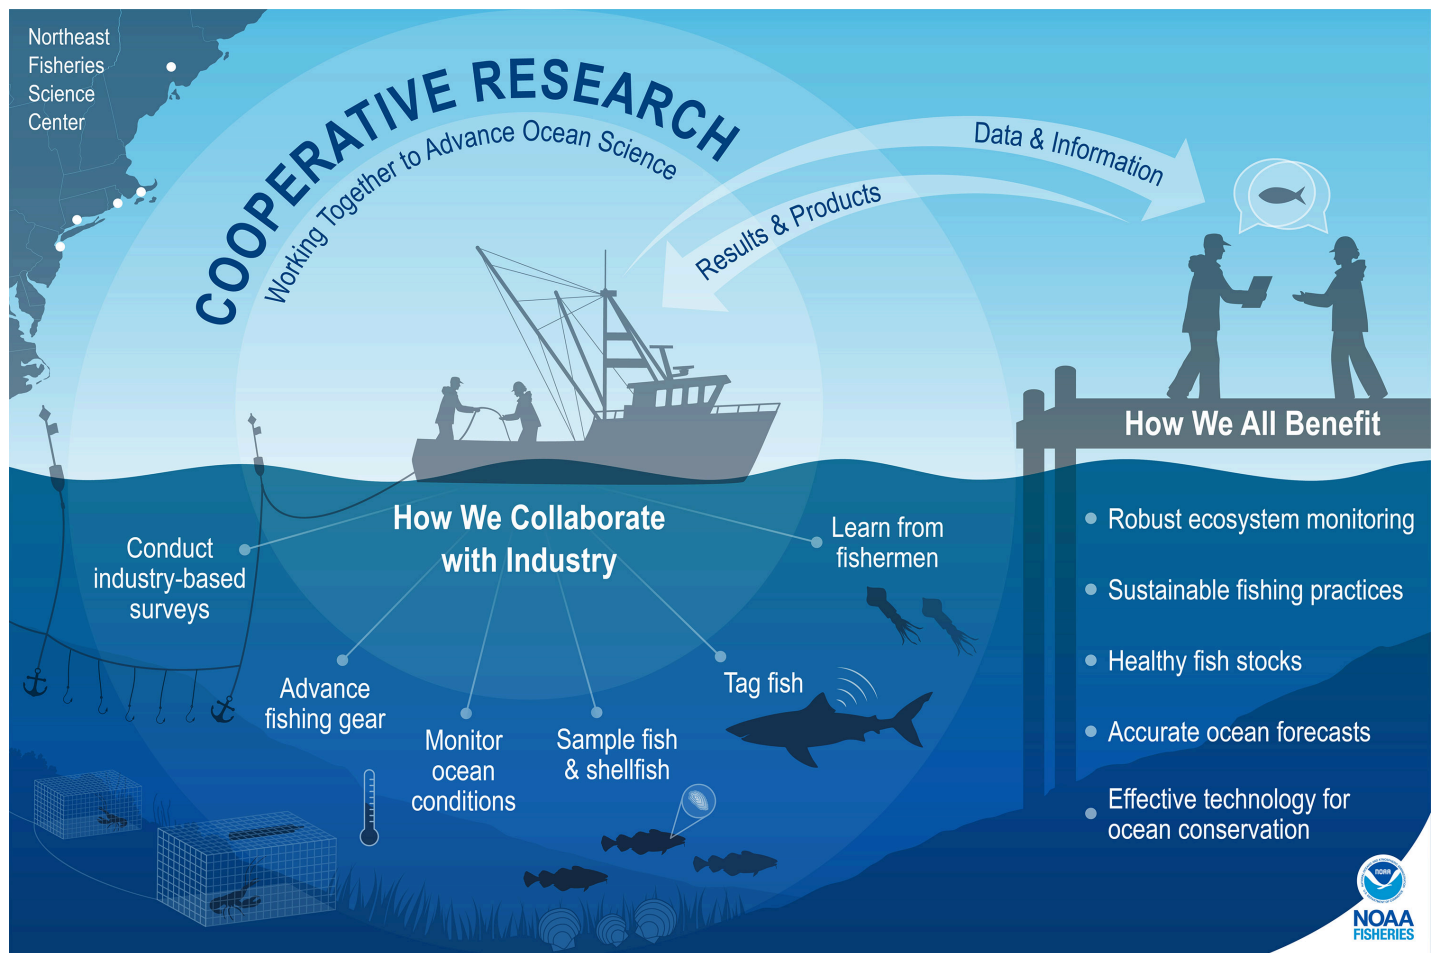 Northeast
Fisheries
Science
Center
COOPERATIVE RESEARCH
Working Together to Advance Ocean Science
Data & Information
Results & Products
How We Collaborate
with Industry
Conduct
industry-based
surveys
Advance
fishing gear
Monitor
ocean
conditions
Sample fish
& shellfish
Tag fish
Learn from
fishermen
How We All Benefit
Robust ecosystem monitoring
Sustainable fishing practices
Healthy fish stocks
Accurate ocean forecasts
Effective technology for
ocean conservation
NOAA
NOAA
FISHERIES